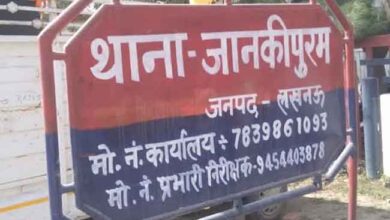 थाना-जानकीपुरम
जनपद - लखनऊ
मो. नं. कार्यालय ÷ 7839861093
मो. नं. प्रभारी निरीक्षक-9454403878